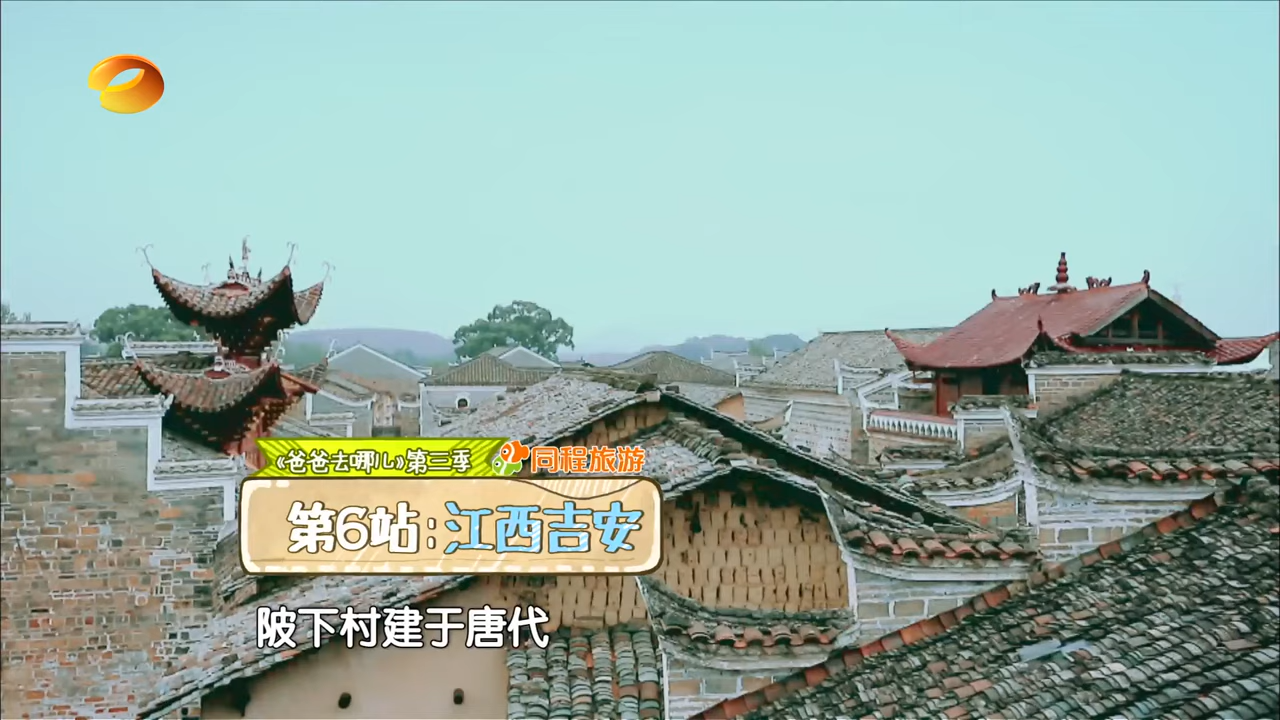 《爸爸去哪儿》第三季
同程旅游
第6站:江西吉安
陂下村建于唐代